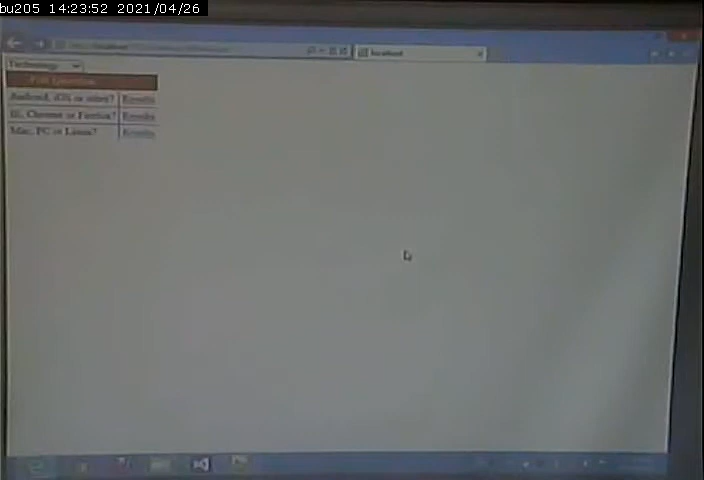 bu205 14:23:52 2021/04/26
localhost
Technology
Poll Question
Android, iOS or other? Results
IE, Chrome or Firefox? Results
Mac, PC or Linux? Results